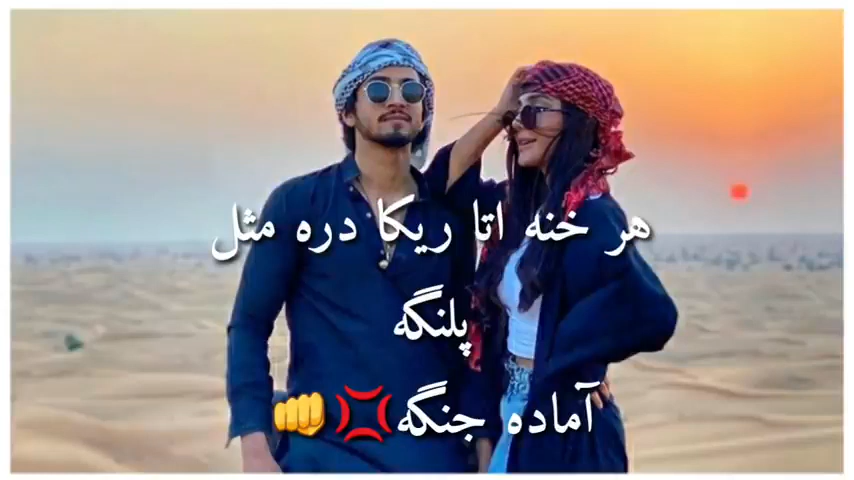 هر خنه اتا ریکا دره مثل
پلنگه
آماده جنگه💢👊